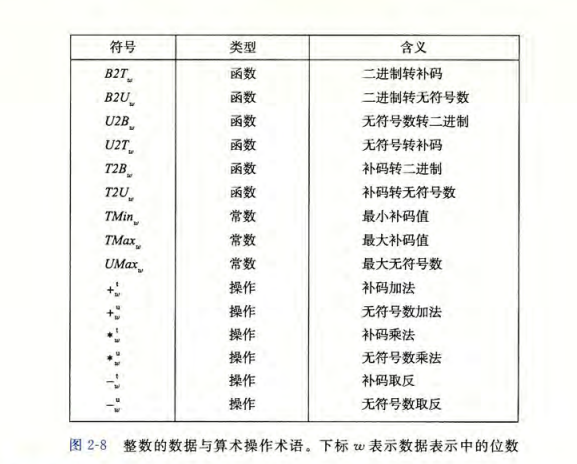 符号 类型 含义
B2T_w 函数 二进制转补码
B2U_w 函数 二进制转无符号数
U2B_w 函数 无符号数转二进制
U2T_w 函数 无符号转补码
T2B_w 函数 补码转二进制
T2U_w 函数 补码转无符号数
TMin_w 常数 最小补码值
TMax_w 常数 最大补码值
UMax_w 常数 最大无符号数
+^t_w 操作 补码加法
+^u_w 操作 无符号数加法
*^u_w 操作 补码乘法
*^u_w 操作 无符号数乘法
-^t_w 操作 补码取反
-^u_w 操作 无符号数取反
图 2-8 整数的数据与算术操作术语。下标 w 表示数据表示中的位数